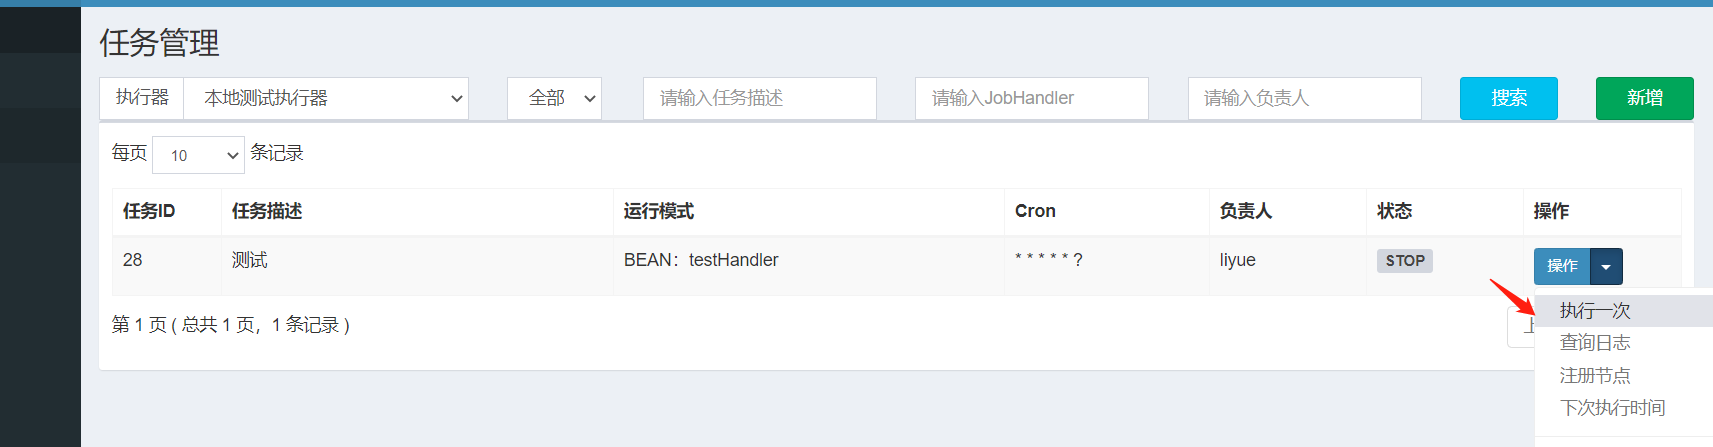 任务管理
执行器 本地测试执行器 全部 请输入任务描述 请输入JobHandler 请输入负责人 搜索 新增
每页 10 条记录
任务ID 任务描述 运行模式 Cron 负责人 状态 操作
28 测试 BEAN：testHandler * * * * * ? liyue STOP 操作
第 1 页 ( 总共 1 页，1 条记录 )
执行一次
查询日志
注册节点
下次执行时间